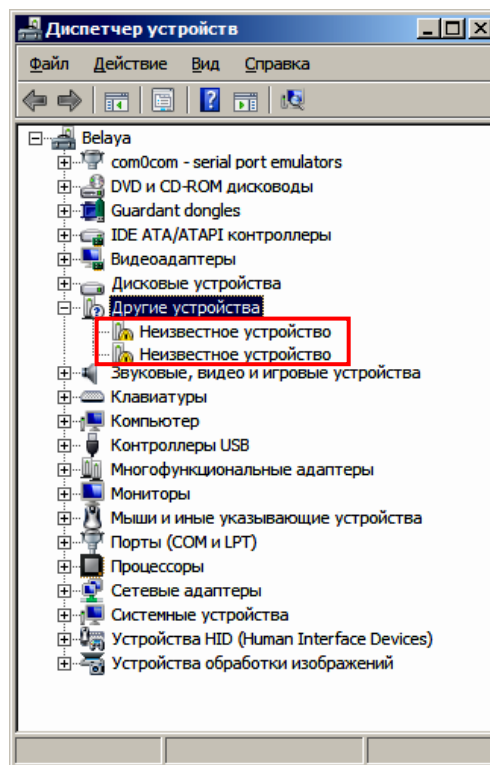 Диспетчер устройств
Файл Действие Вид Справка
Belaya
com0com - serial port emulators
DVD и CD-ROM дисководы
Guardant dongles
IDE ATA/ATAPI контроллеры
Видеоадаптеры
Дисковые устройства
Другие устройства
Неизвестное устройство
Неизвестное устройство
Звуковые, видео и игровые устройства
Клавиатуры
Компьютер
Контроллеры USB
Многофункциональные адаптеры
Мониторы
Мыши и иные указывающие устройства
Порты (COM и LPT)
Процессоры
Сетевые адаптеры
Системные устройства
Устройства HID (Human Interface Devices)
Устройства обработки изображений